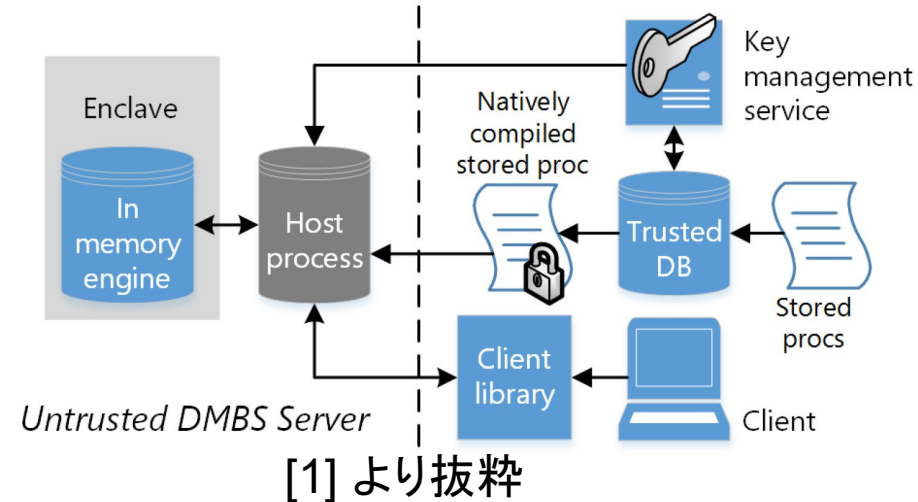 Enclave
In
memory
engine
Host
process
Natively
compiled
stored proc
Key
management
service
Trusted
DB
Stored
procs
Client
library
Client
Untrusted DMBS Server
[1] より抜粋